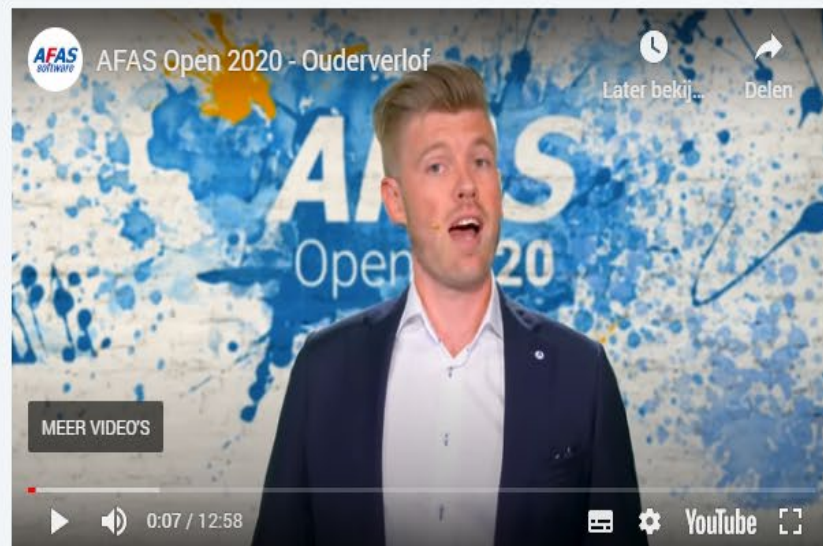 AFAS
software
AFAS Open 2020 - Ouderverlof
Later bekij...
Delen
AFAS
Open 2020
MEER VIDEO'S
0:07 / 12:58
YouTube